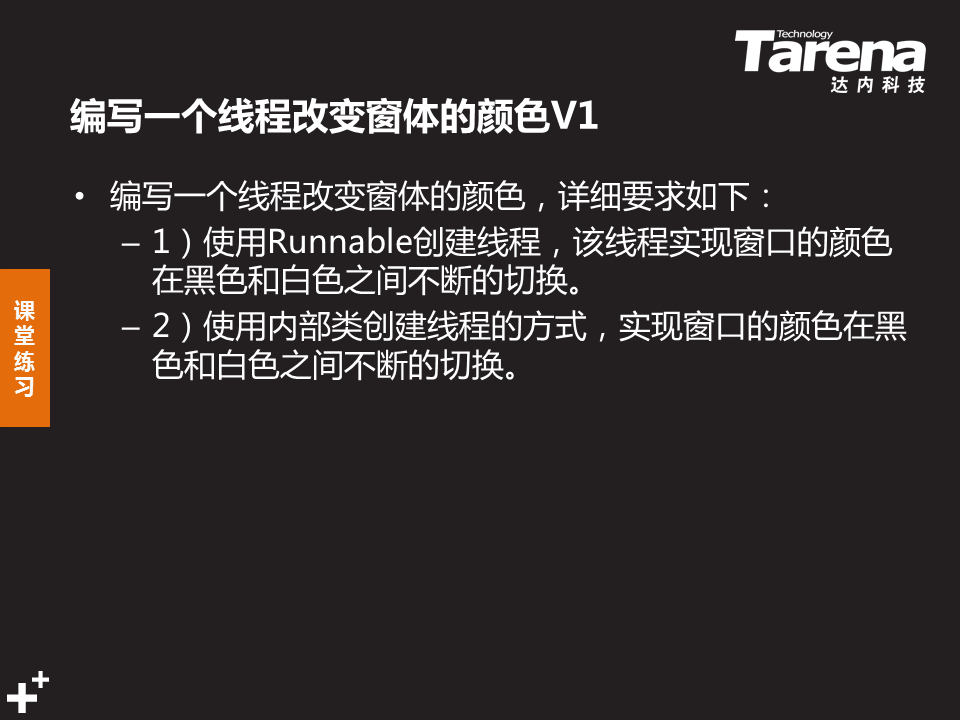 Technology
Tarena
达内科技
编写一个线程改变窗体的颜色V1
• 编写一个线程改变窗体的颜色，详细要求如下：
– 1）使用Runnable创建线程，该线程实现窗口的颜色
在黑色和白色之间不断的切换。
– 2）使用内部类创建线程的方式，实现窗口的颜色在黑
色和白色之间不断的切换。
课
堂
练
习